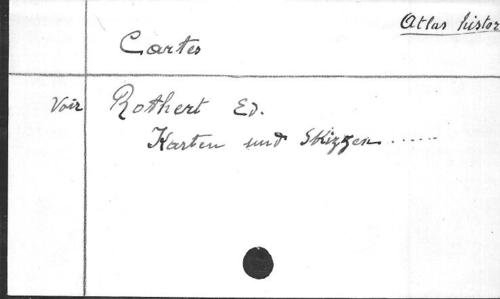 Atlas histor
Cartes
Voir Rothert Ed.
Karten und Skizzen ......